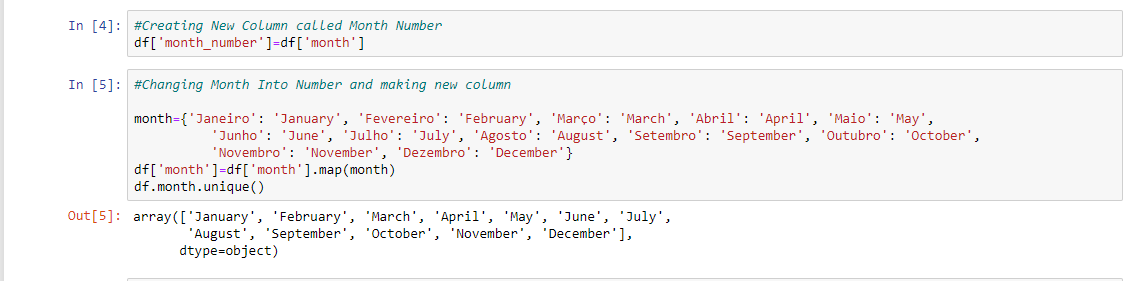 In [4]: #Creating New Column called Month Number
df['month_number']=df['month']
In [5]: #Changing Month Into Number and making new column
month={'Janeiro': 'January', 'Fevereiro': 'February', 'Março': 'March', 'Abril': 'April', 'Maio': 'May',
'Junho': 'June', 'Julho': 'July', 'Agosto': 'August', 'Setembro': 'September', 'Outubro': 'October',
'Novembro': 'November', 'Dezembro': 'December'}
df['month']=df['month'].map(month)
df.month.unique()
Out[5]: array(['January', 'February', 'March', 'April', 'May', 'June', 'July',
'August', 'September', 'October', 'November', 'December'],
dtype=object)